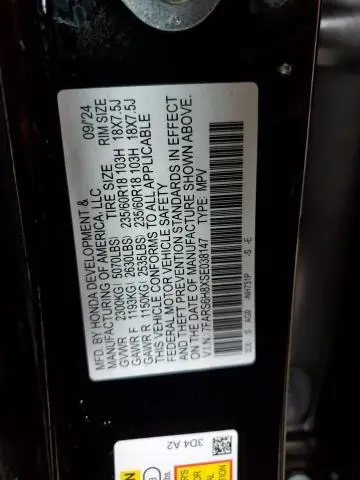 MFD. BY HONDA DEVELOPMENT & 09/24
MANUFACTURING OF AMERICA, LLC
TIRE SIZE RIM SIZE
GVWR 2300KG (5070LBS)
GAWR F 1193KG (2630LBS) 235/60R18 103H 18X7.5J
GAWR R 1150KG (2535LBS) 235/60R18 103H 18X7.5J
THIS VEHICLE CONFORMS TO ALL APPLICABLE
FEDERAL MOTOR VEHICLE SAFETY
AND THEFT PREVENTION STANDARDS IN EFFECT
ON THE DATE OF MANUFACTURE SHOWN ABOVE.
V.I.N: 7FARS6H8XSE038147 TYPE: MPV
S -NH731P -S -E
3D4 A2